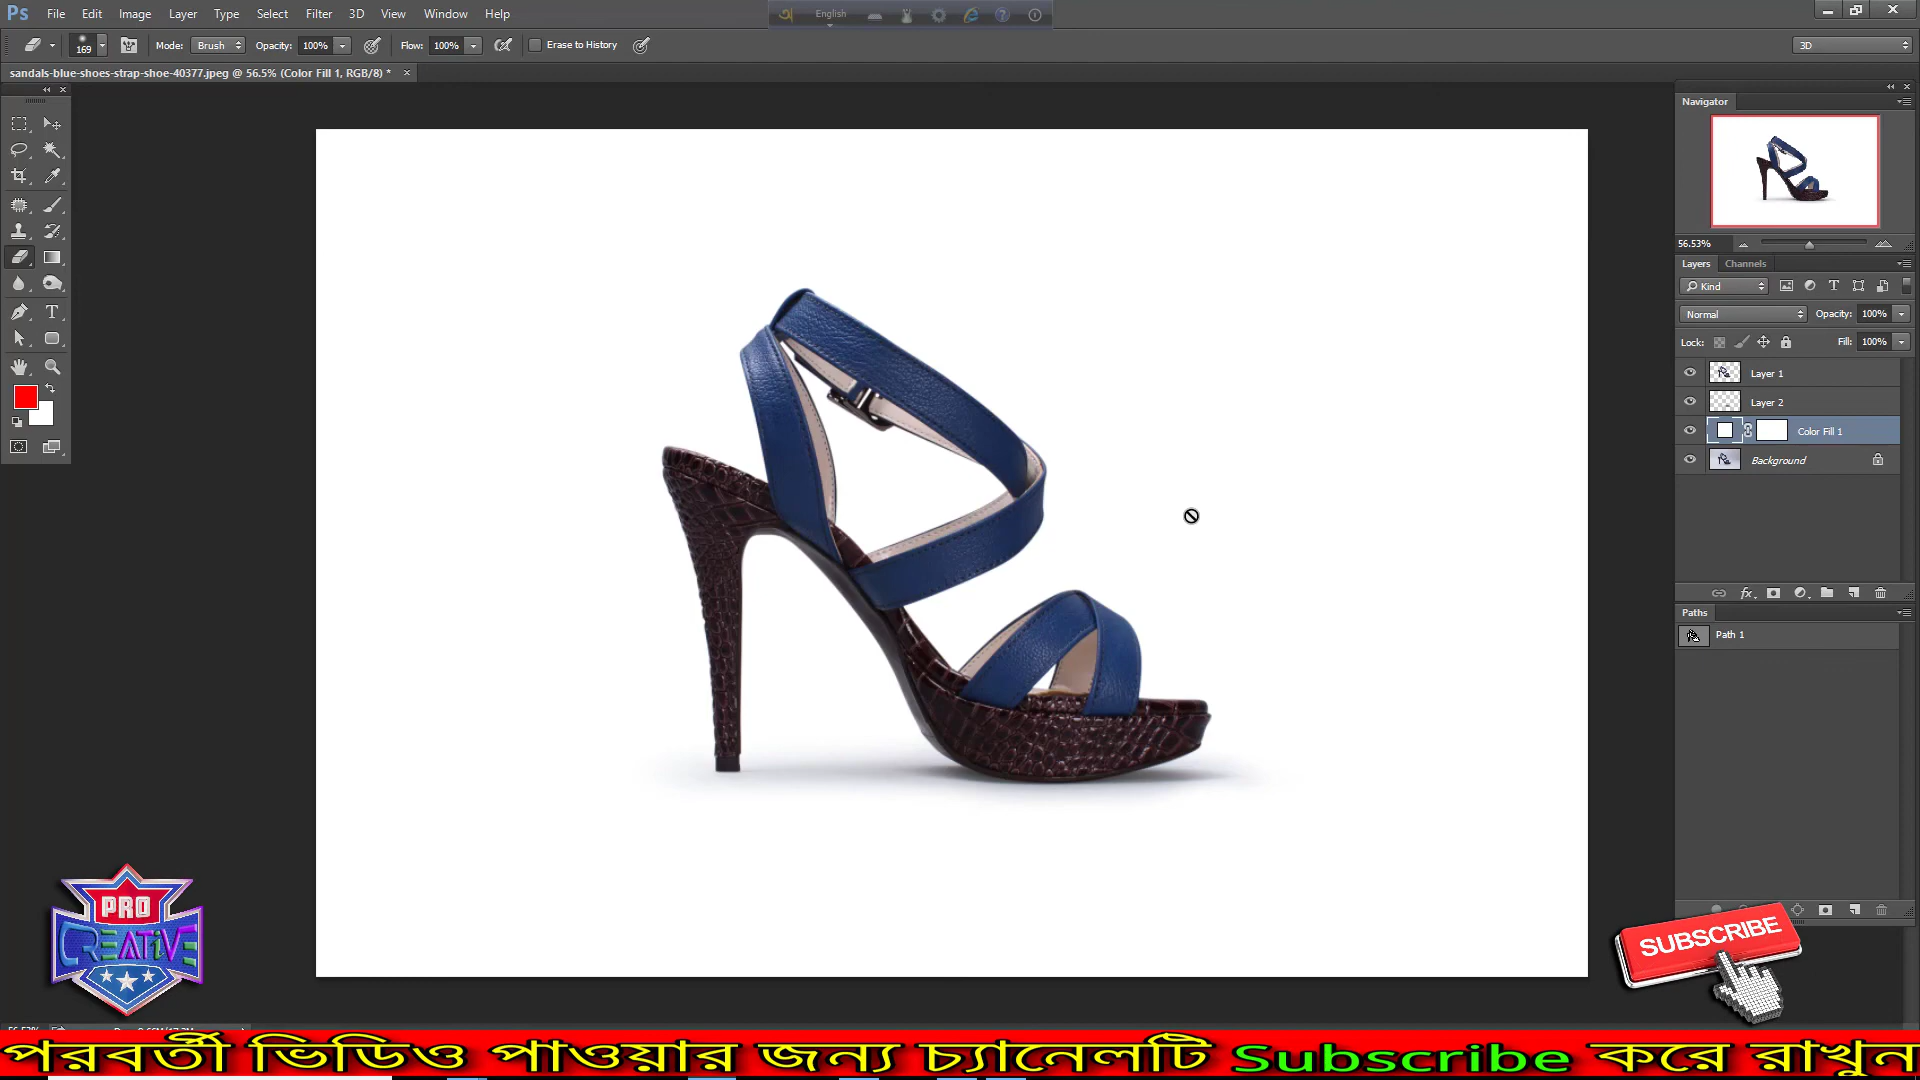 Ps File Edit Image Layer Type Select Filter 3D View Window Help
English
169 Mode: Brush Opacity: 100% Flow: 100% Erase to History 3D
sandals-blue-shoes-strap-shoe-40377.jpeg @ 56.5% (Color Fill 1, RGB/8) *
Navigator
56.53%
Layers Channels
Kind
Normal Opacity: 100%
Lock: Fill: 100%
Layer 1
Layer 2
Color Fill 1
Background
Paths
Path 1
PRO
CREATIVE
SUBSCRIBE
পরবর্তী ভিডিও পাওয়ার জন্য চ্যানেলটি Subscribe করে রাখুন